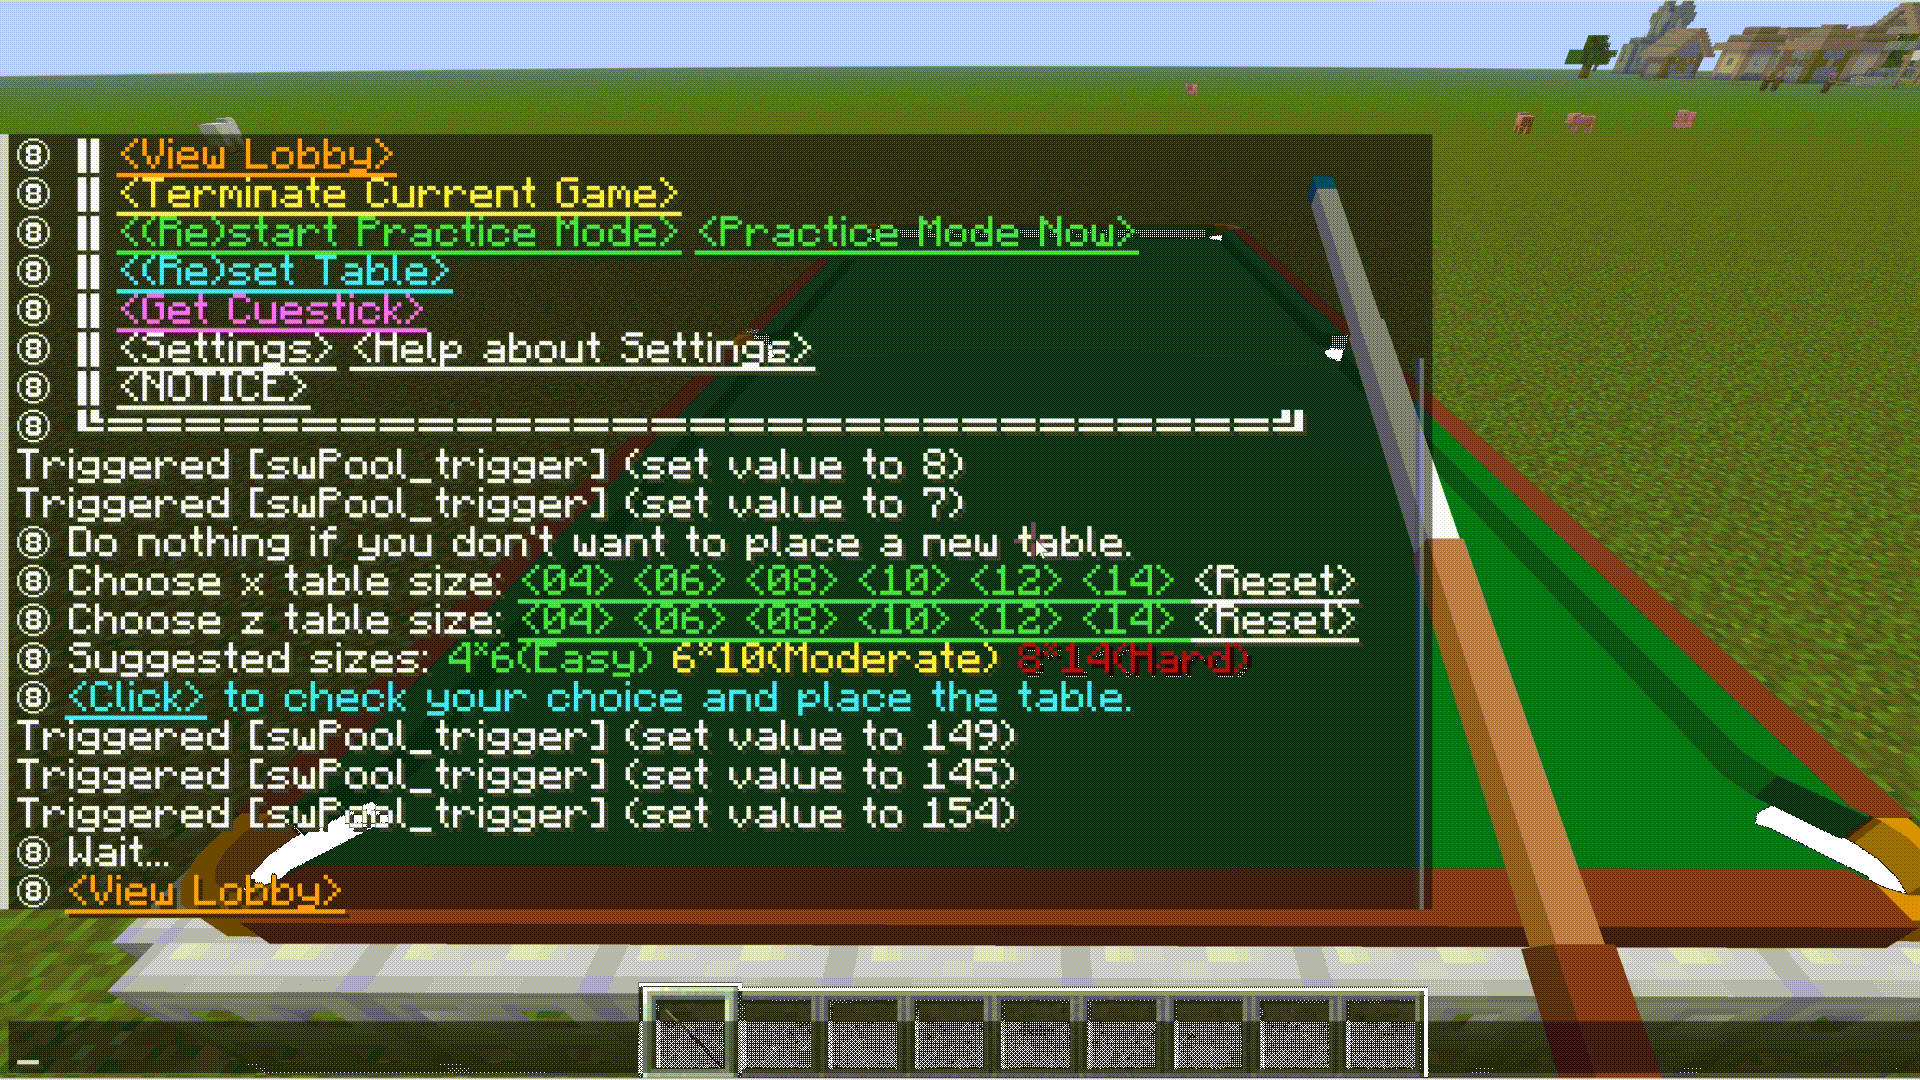 ⑧ ‖ <View Lobby>
⑧ ‖ <Terminate Current Game>
⑧ ‖ <(Re)start Practice Mode> <Practice Mode Now>
⑧ ‖ <(Re)set Table>
⑧ ‖ <Get Cuestick>
⑧ ‖ <Settings> <Help about Settings>
⑧ ‖ <NOTICE>
⑧ ╚==============================╝
Triggered [swPool_trigger] (set value to 8)
Triggered [swPool_trigger] (set value to 7)
⑧ Do nothing if you don't want to place a new table.
⑧ Choose x table size: <04> <06> <08> <10> <12> <14> <Reset>
⑧ Choose z table size: <04> <06> <08> <10> <12> <14> <Reset>
⑧ Suggested sizes: 4*6(Easy) 6*10(Moderate) 8*14(Hard)
⑧ <Click> to check your choice and place the table.
Triggered [swPool_trigger] (set value to 149)
Triggered [swPool_trigger] (set value to 145)
Triggered [swPool_trigger] (set value to 154)
⑧ Wait...
⑧ <View Lobby>
_